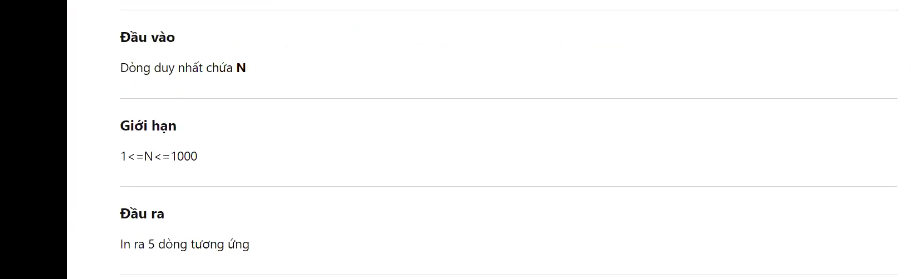 Đầu vào
Dòng duy nhất chứa N
Giới hạn
1<=N<=1000
Đầu ra
In ra 5 dòng tương ứng